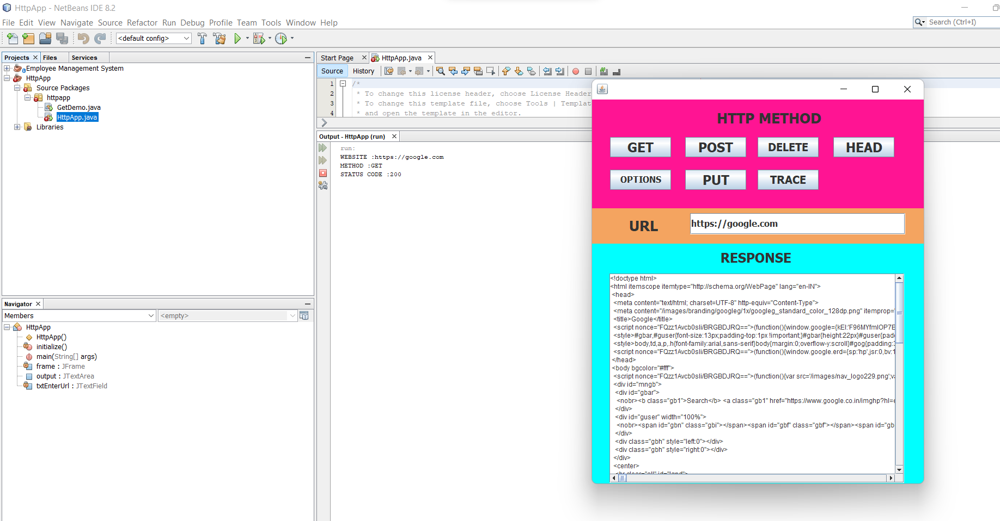 HttpApp - NetBeans IDE 8.2
File Edit View Navigate Source Refactor Run Debug Profile Team Tools Window Help
Search (Ctrl+I)
<default config>
Projects Files Services
Employee Management System
HttpApp
Source Packages
httpapp
GetDemo.java
HttpApp.java
Libraries
Navigator
Members
<empty>
HttpApp
HttpApp()
initialize()
main(String[] args)
frame : JFrame
output : JTextArea
txtEnterUrl : JTextField
Start Page HttpApp.java
Source History
1 /*
2 * To change this license header, choose License Header
3 * To change this template file, choose Tools | Templat
4 * and open the template in the editor.
Output - HttpApp (run)
run:
WEBSITE :https://google.com
METHOD :GET
STATUS CODE :200
HTTP METHOD
GET POST DELETE HEAD
OPTIONS PUT TRACE
URL https://google.com
RESPONSE
<!doctype html>
<html itemscope itemtype="http://schema.org/WebPage" lang="en-IN">
<head>
<meta content="text/html; charset=UTF-8" http-equiv="Content-Type">
<meta content="/images/branding/googleg/1x/googleg_standard_color_128dp.png" itemprop="
<title>Google</title>
<script nonce="FQzz1Avcb0sIi/BRGBDJRQ==">(function(){window.google={kEI:'F96MYfmIOP7E
<style>#gbar,#guser{font-size:13px;padding-top:1px !important;}#gbar{height:22px}#guser{pad
<style>body,td,a,p,.h{font-family:arial,sans-serif}body{margin:0;overflow-y:scroll}#gog{padding:3
<script nonce="FQzz1Avcb0sIi/BRGBDJRQ==">(function(){window.google.erd={sp:'hp',jsr:0,bv:1
</head>
<body bgcolor="#fff">
<script nonce="FQzz1Avcb0sIi/BRGBDJRQ==">(function(){var src='/images/nav_logo229.png';va
<div id="mngb">
<div id="gbar">
<nobr><b class="gb1">Search</b> <a class="gb1" href="https://www.google.co.in/imghp?hl=e
</div>
<div id="guser" width="100%">
<nobr><span id="gbn" class="gbi"></span><span id="gbf" class="gbf"></span><span id="gb
</div>
<div class="gbh" style="left:0"></div>
<div class="gbh" style="right:0"></div>
</div>
<center>
<br clear="all" id="lgpd">